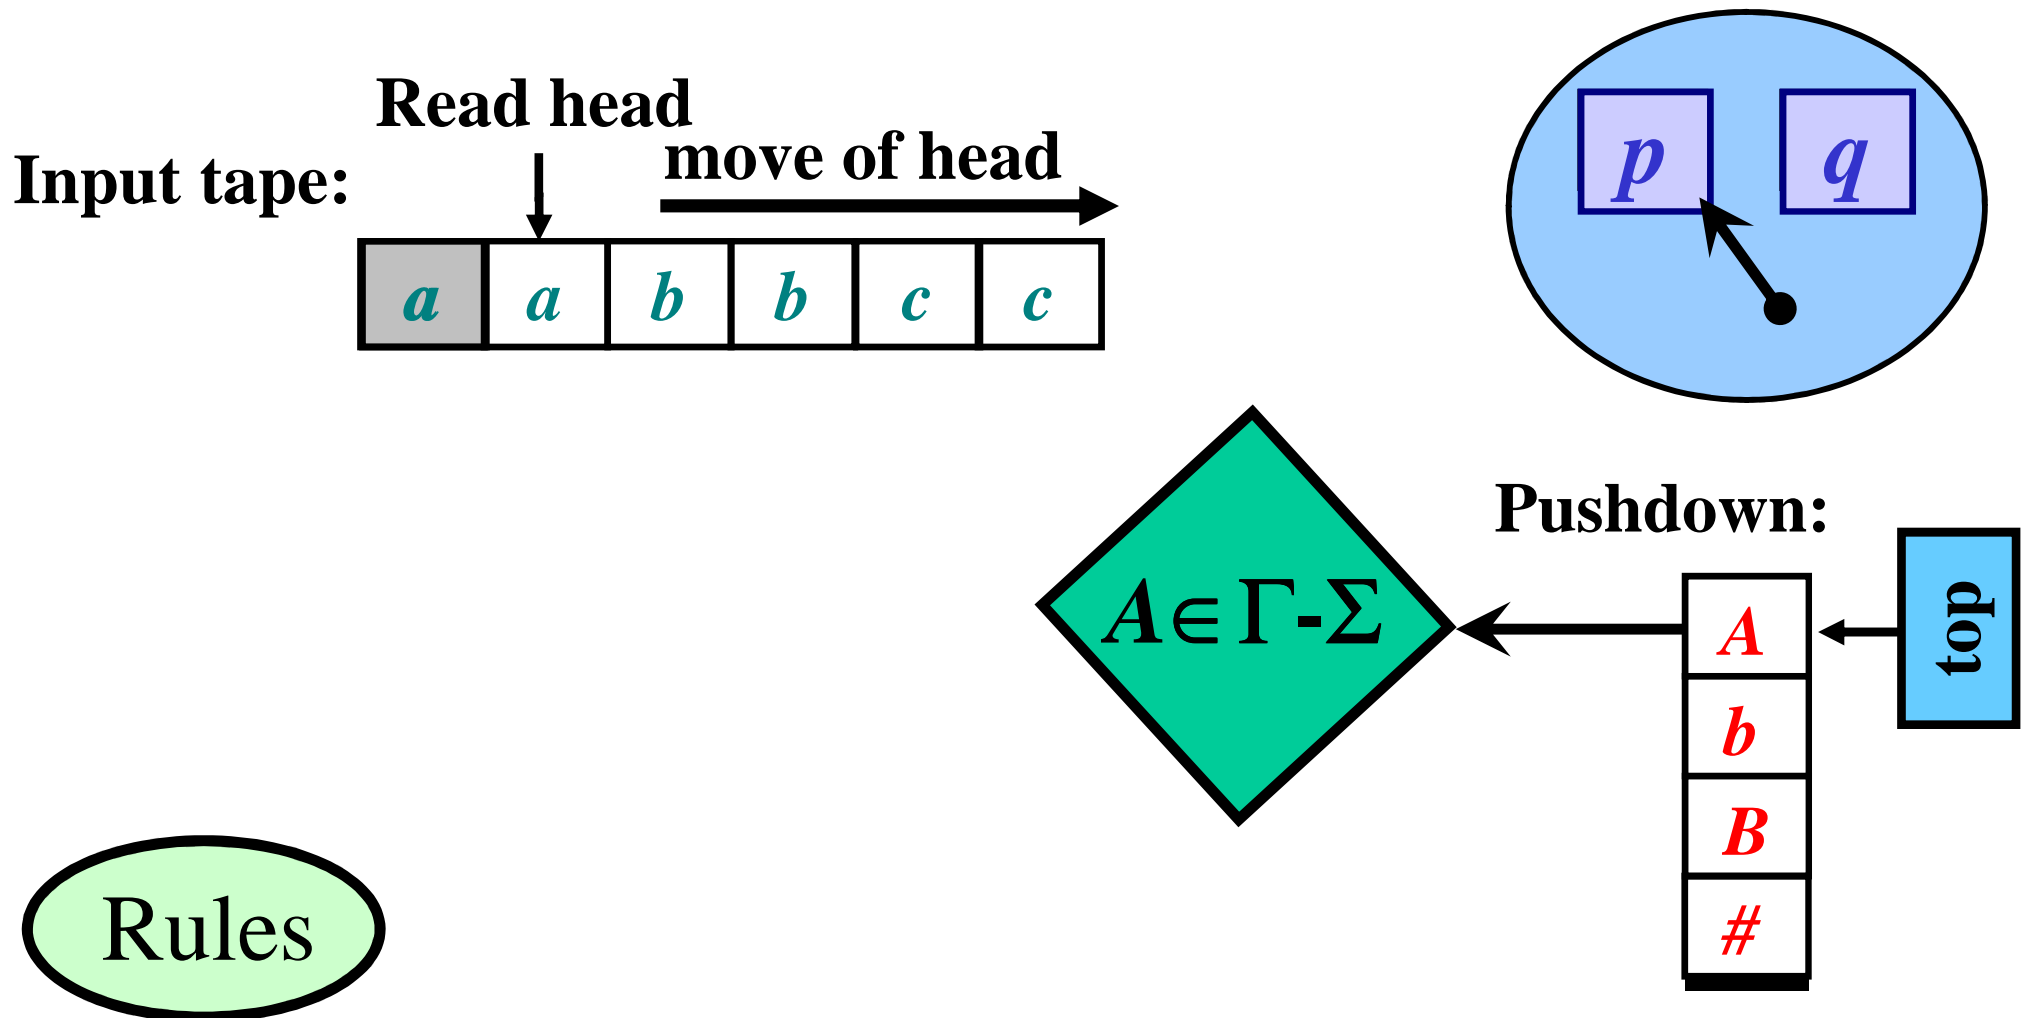 Read head
move of head
Input tape:
a a b b c c
p q
Pushdown:
A∈Γ-Σ
top
A
b
B
#
Rules